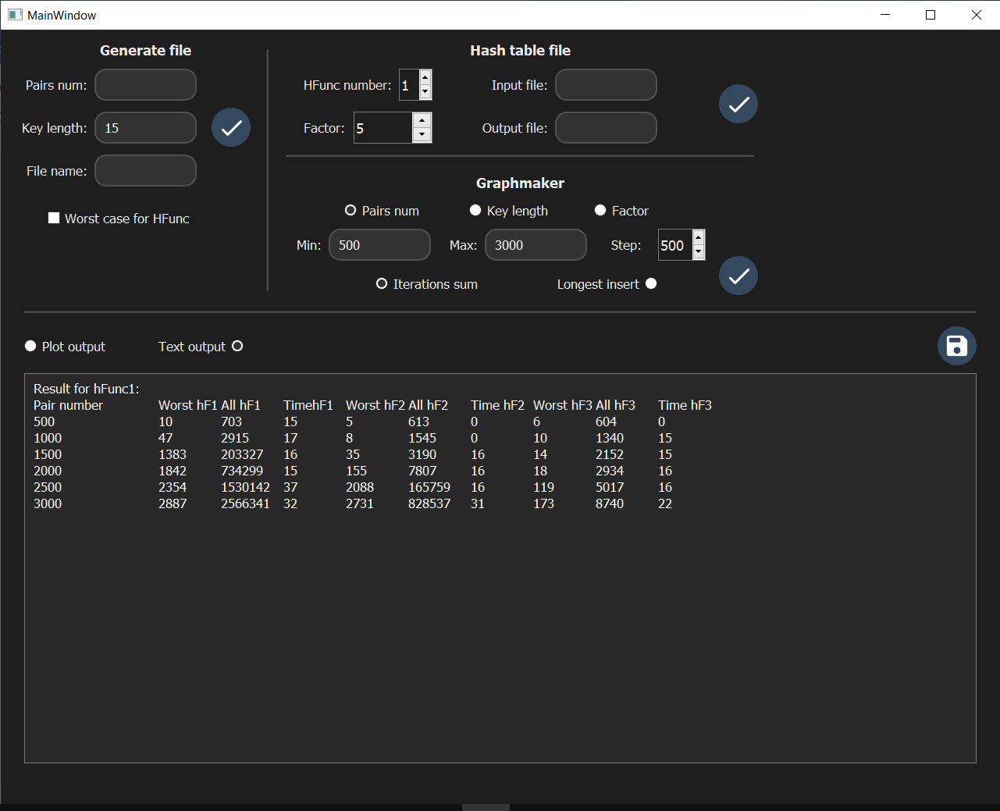 MainWindow
Generate file
Pairs num:
Key length: 15
File name:
Worst case for HFunc
Hash table file
HFunc number: 1 Input file:
Factor: 5 Output file:
Graphmaker
Pairs num Key length Factor
Min: 500 Max: 3000 Step: 500
Iterations sum Longest insert
Plot output Text output
Result for hFunc1:
Pair number Worst hF1 All hF1 TimehF1 Worst hF2 All hF2 Time hF2 Worst hF3 All hF3 Time hF3
500 10 703 15 5 613 0 6 604 0
1000 47 2915 17 8 1545 0 10 1340 15
1500 1383 203327 16 35 3190 16 14 2152 15
2000 1842 734299 15 155 7807 16 18 2934 16
2500 2354 1530142 37 2088 165759 16 119 5017 16
3000 2887 2566341 32 2731 828537 31 173 8740 22